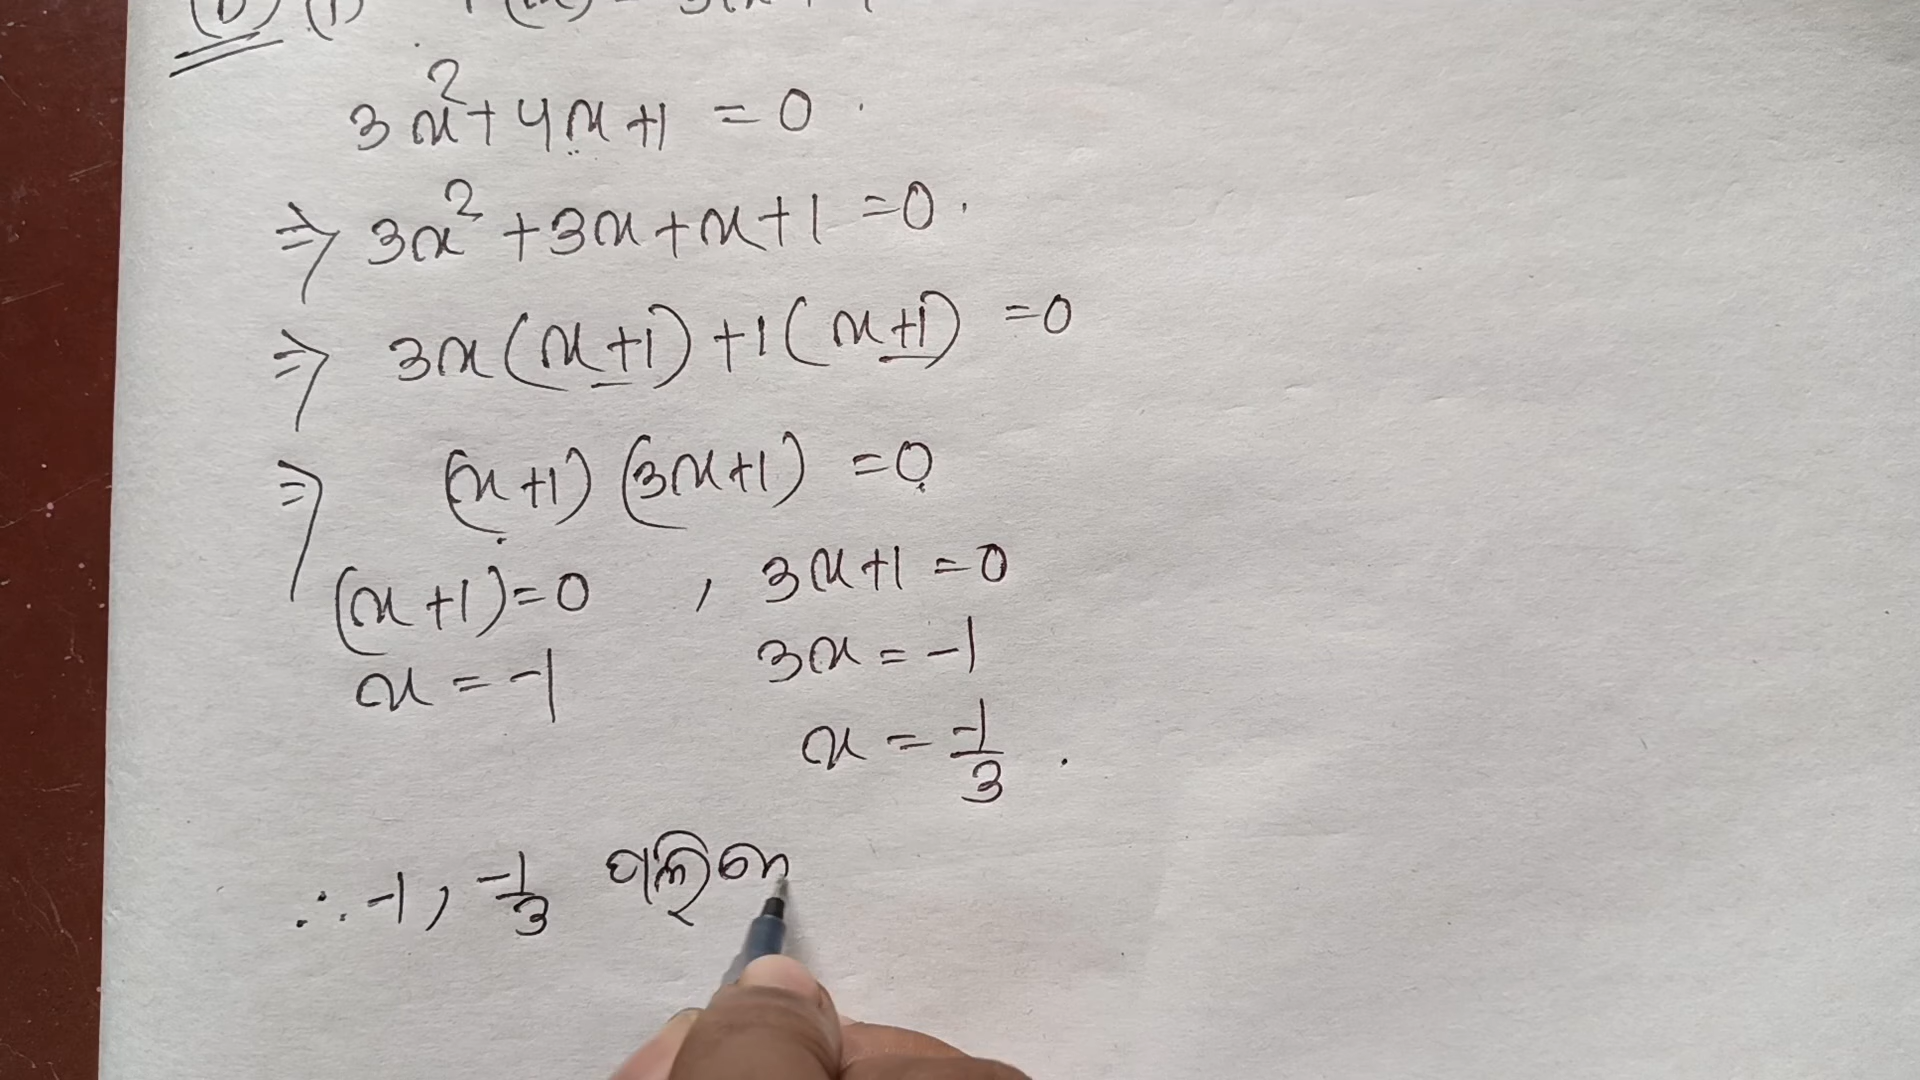 3x² + 4x + 1 = 0
⇒ 3x² + 3x + x + 1 = 0
⇒ 3x(x+1) + 1(x+1) = 0
⇒ (x+1)(3x+1) = 0
(x+1) = 0 , 3x+1 = 0
x = -1 3x = -1
x = -1/3
∴ -1, -1/3